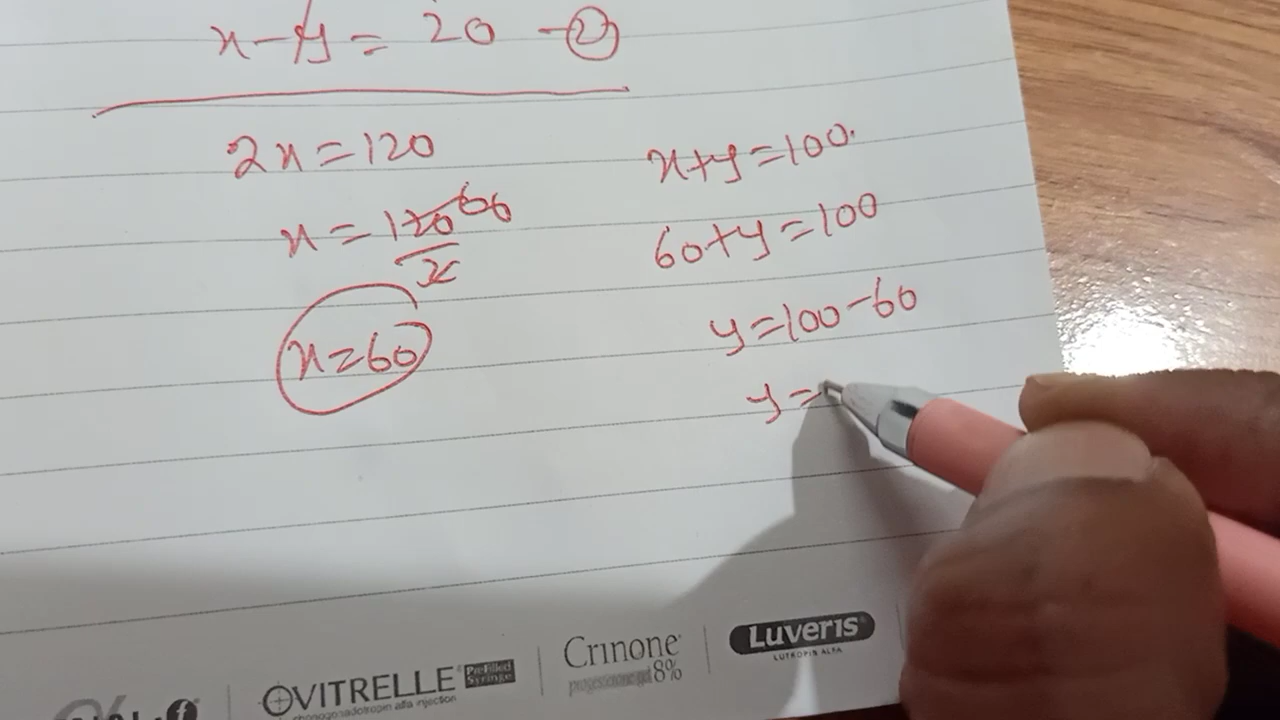 x-y = 20 -②
2x=120
x=120 60
2
x=60
x+y=100.
60+y=100
y=100-60
y=
OVITRELLE PreFilled Syringe
Crinone 8%
Luveris
LUTROPIN ALFA